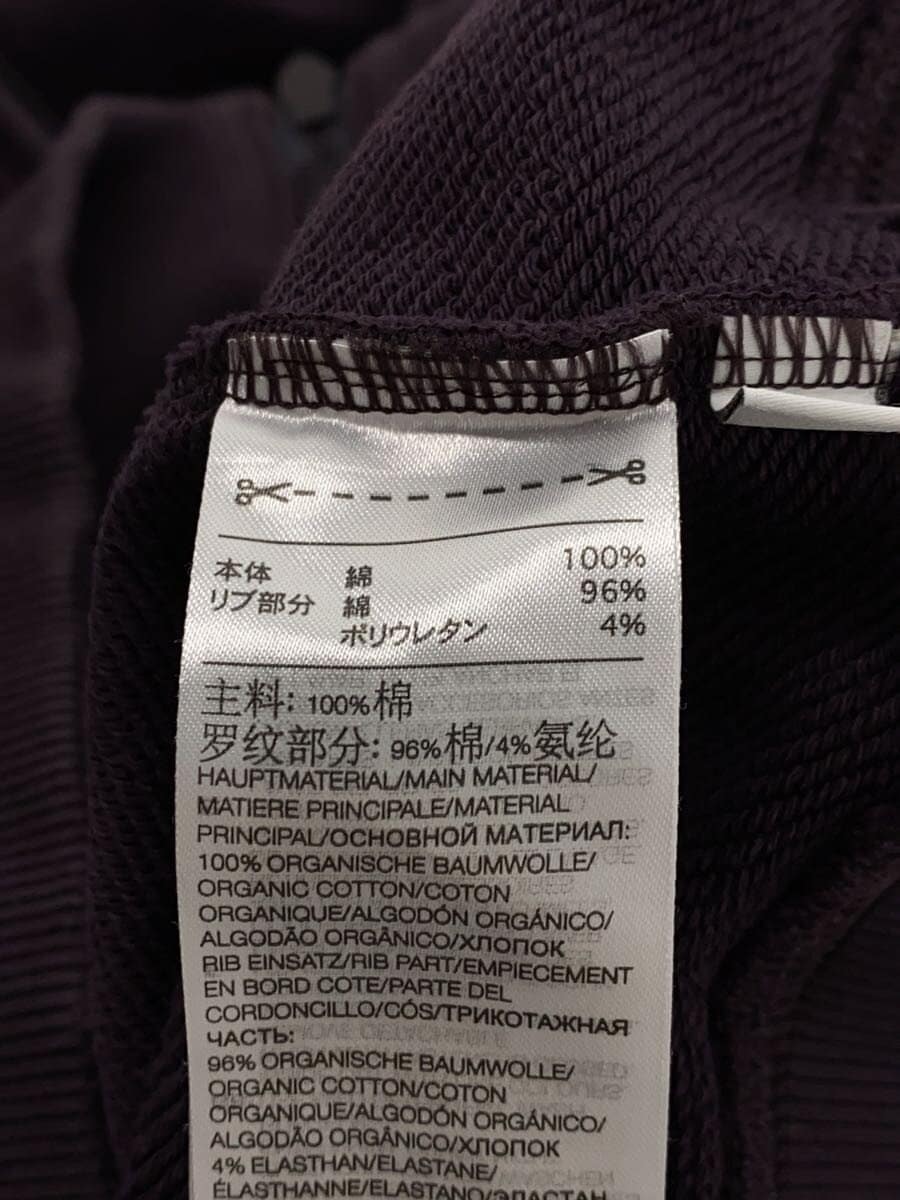 本体 綿 100%
リブ部分 綿 96%
ポリウレタン 4%
主料: 100%棉
罗纹部分: 96%棉/4%氨纶
HAUPTMATERIAL/MAIN MATERIAL/
MATIERE PRINCIPALE/MATERIAL
PRINCIPAL/ОСНОВНОЙ МАТЕРИАЛ:
100% ORGANISCHE BAUMWOLLE/
ORGANIC COTTON/COTON
ORGANIQUE/ALGODÓN ORGÁNICO/
ALGODÃO ORGÂNICO/ХЛОПОК
RIB EINSATZ/RIB PART/EMPIECEMENT
EN BORD COTE/PARTE DEL
CORDONCILLO/CÓS/ТРИКОТАЖНАЯ
ЧАСТЬ:
96% ORGANISCHE BAUMWOLLE/
ORGANIC COTTON/COTON
ORGANIQUE/ALGODÓN ORGÁNICO/
ALGODÃO ORGÂNICO/ХЛОПОК
4% ELASTHAN/ELASTANE/
ÉLASTHANNE/ELASTANO/ЭЛАСТАН